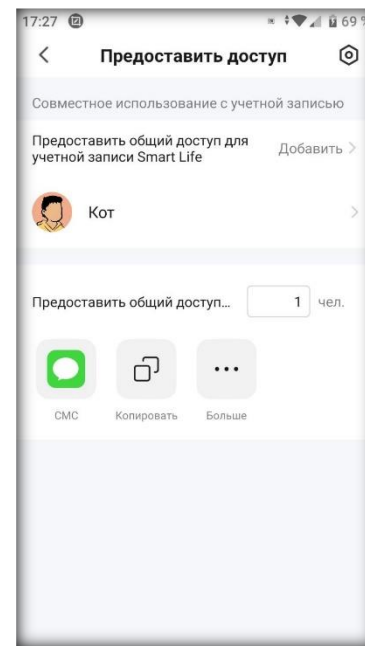 17:27 69 %
Предоставить доступ
Совместное использование с учетной записью
Предоставить общий доступ для
учетной записи Smart Life
Добавить
Кот
Предоставить общий доступ... 1 чел.
СМС Копировать Больше